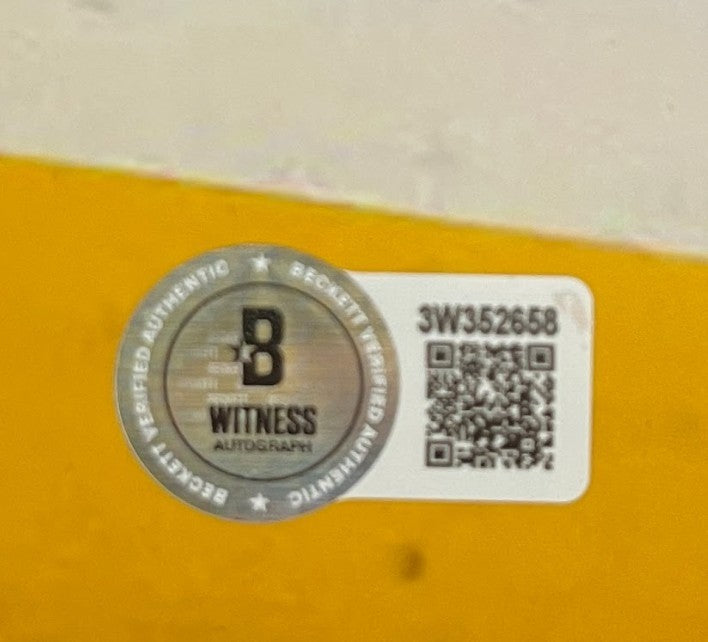 BECKETT VERIFIED AUTHENTIC ★ BECKETT VERIFIED AUTHENTIC ★
B
WITNESS
AUTOGRAPH
3W352658